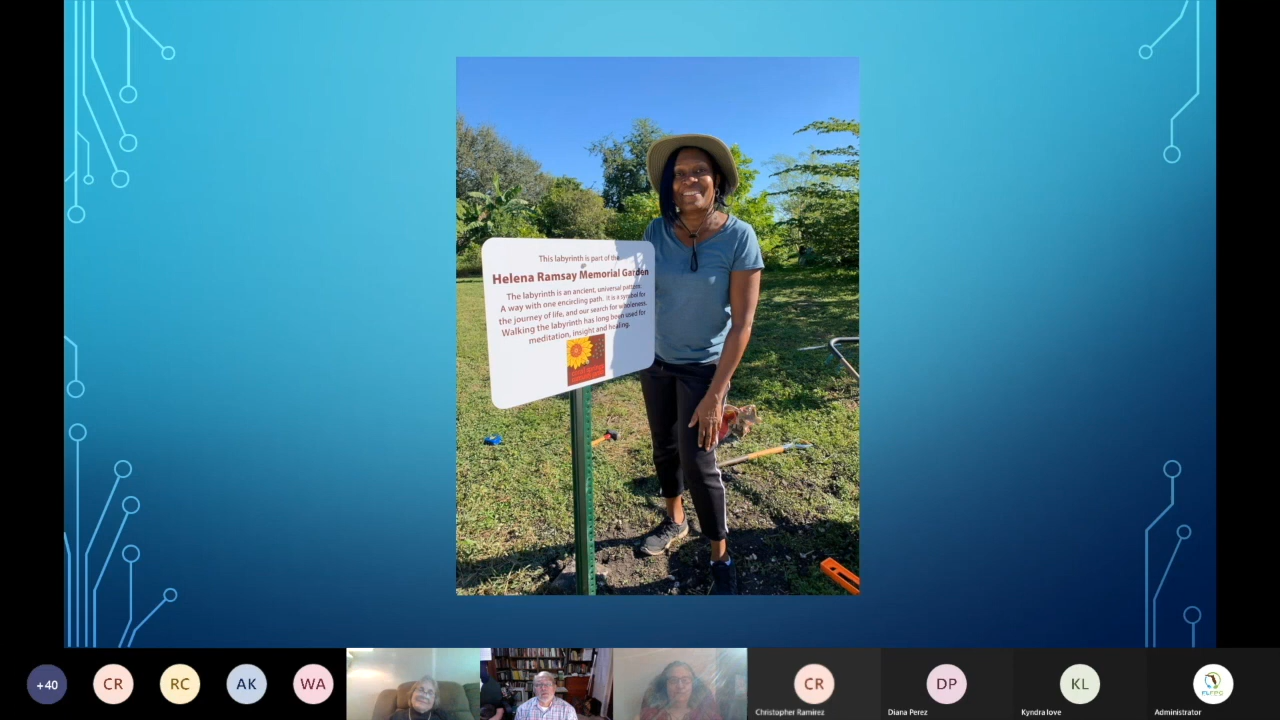 This labyrinth is part of the
Helena Ramsay Memorial Garden
The labyrinth is an ancient, universal pattern.
A way with one encircling path. It is a symbol for
the journey of life, and our search for wholeness.
Walking the labyrinth has long been used for
meditation, insight and healing.
+40
CR
RC
AK
WA
CR
DP
KL
Christopher Ramirez
Diana Perez
Kyndra love
Administrator